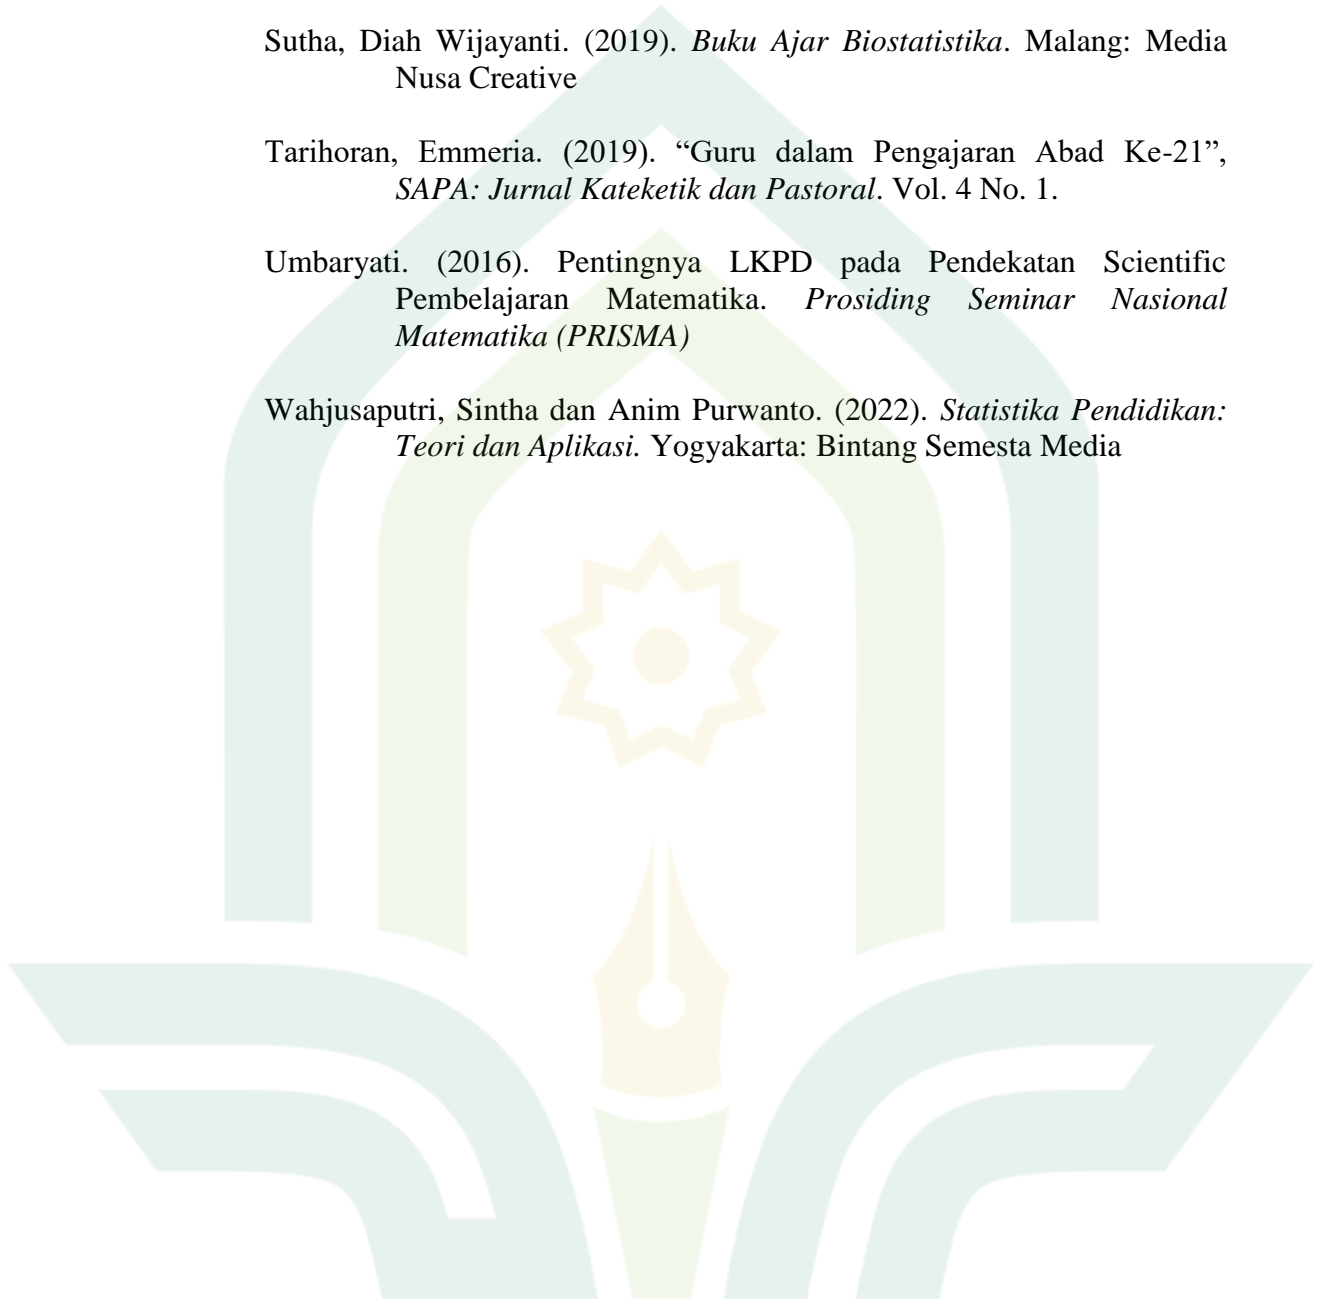 Sutha, Diah Wijayanti. (2019). Buku Ajar Biostatistika. Malang: Media
Nusa Creative
Tarihoran, Emmeria. (2019). “Guru dalam Pengajaran Abad Ke-21”,
SAPA: Jurnal Kateketik dan Pastoral. Vol. 4 No. 1.
Umbaryati. (2016). Pentingnya LKPD pada Pendekatan Scientific
Pembelajaran Matematika. Prosiding Seminar Nasional
Matematika (PRISMA)
Wahjusaputri, Sintha dan Anim Purwanto. (2022). Statistika Pendidikan:
Teori dan Aplikasi. Yogyakarta: Bintang Semesta Media